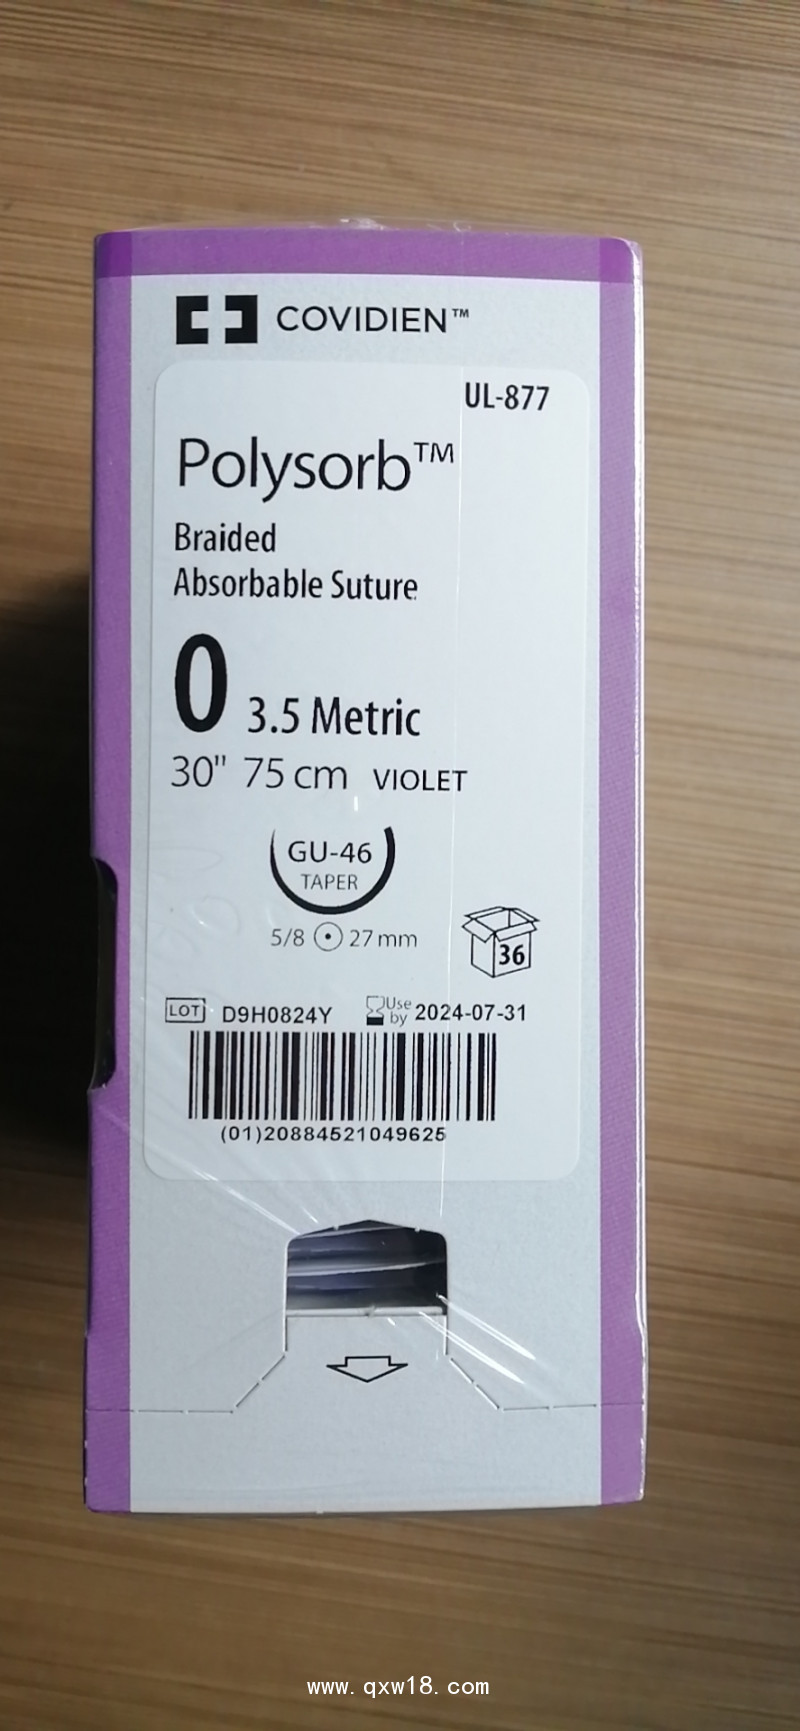 COVIDIEN™
UL-877
Polysorb™
Braided
Absorbable Suture
0 3.5 Metric
30" 75 cm VIOLET
GU-46
TAPER
5/8 27 mm
36
LOT D9H0824Y Use by 2024-07-31
(01)20884521049625
www.qxw18.com